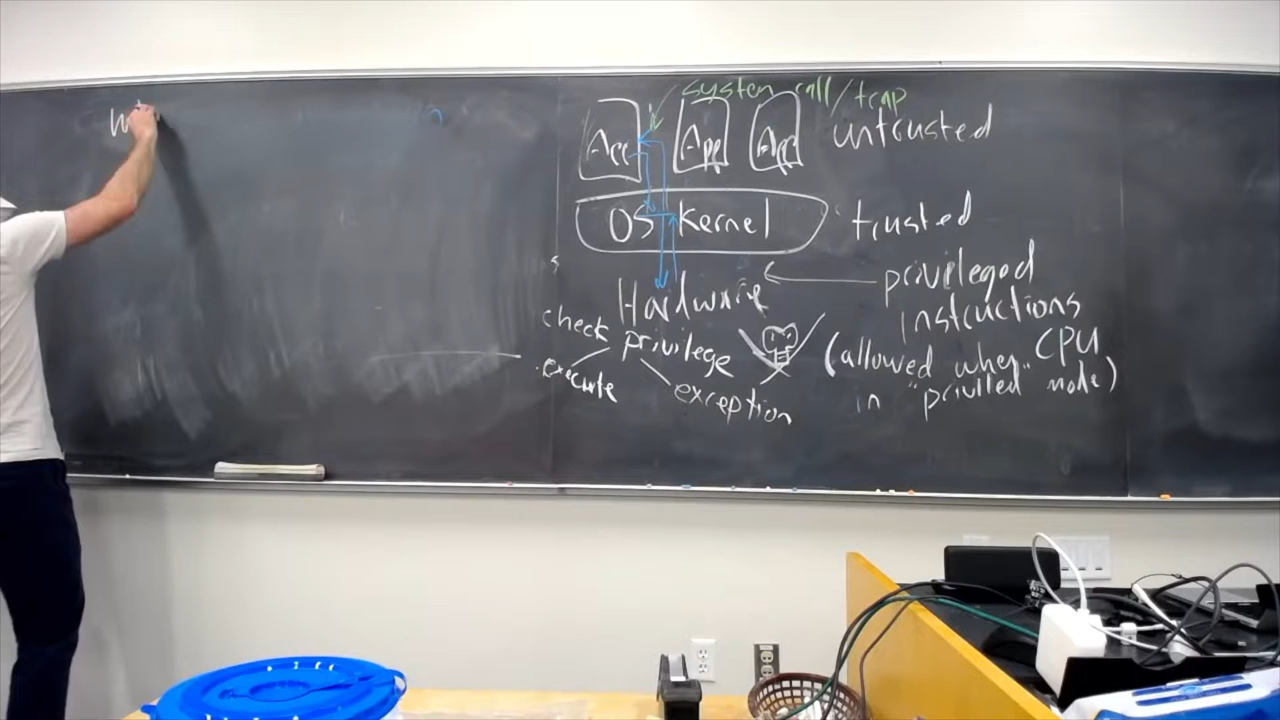 system call/trap
App App App untrusted
OS Kernel trusted
Hardware privileged
instructions
check privilege (allowed when CPU
in "privilled" mode)
execute
exception